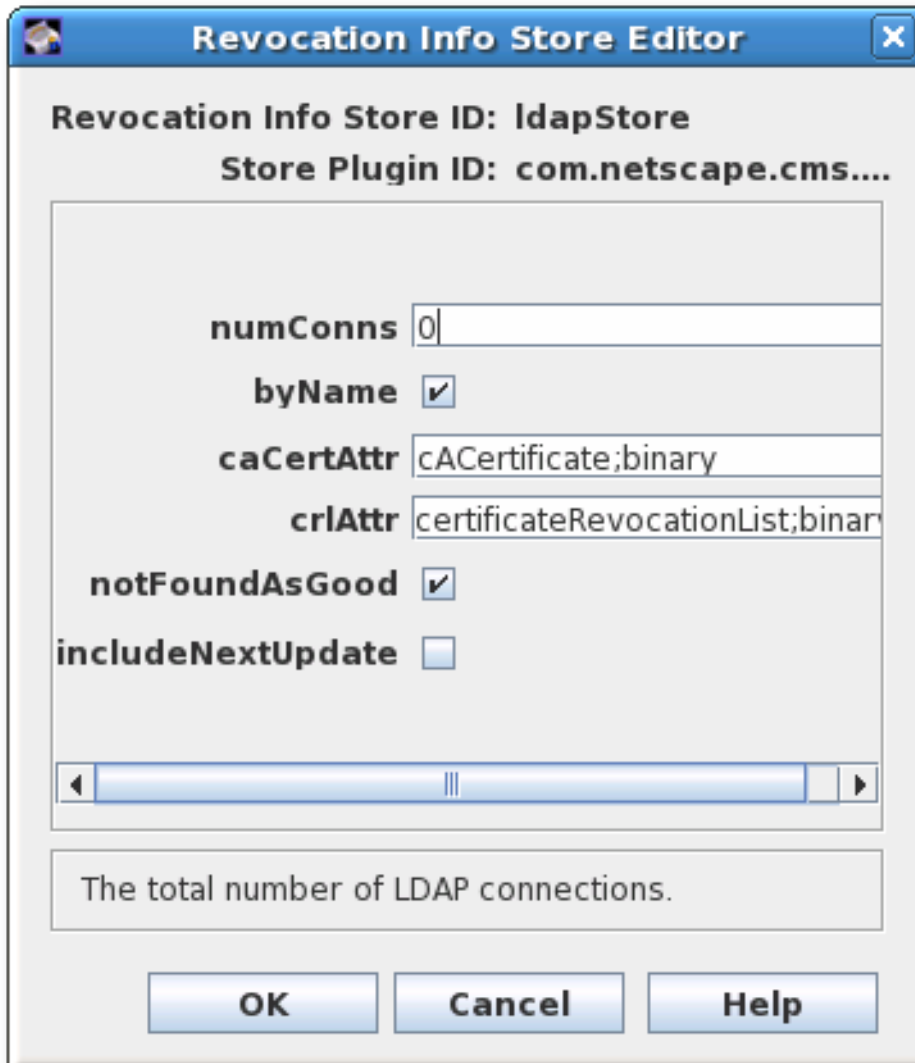 Revocation Info Store Editor
Revocation Info Store ID: ldapStore
Store Plugin ID: com.netscape.cms....
numConns 0
byName
caCertAttr cACertificate;binary
crlAttr certificateRevocationList;binary
notFoundAsGood
includeNextUpdate
The total number of LDAP connections.
OK Cancel Help